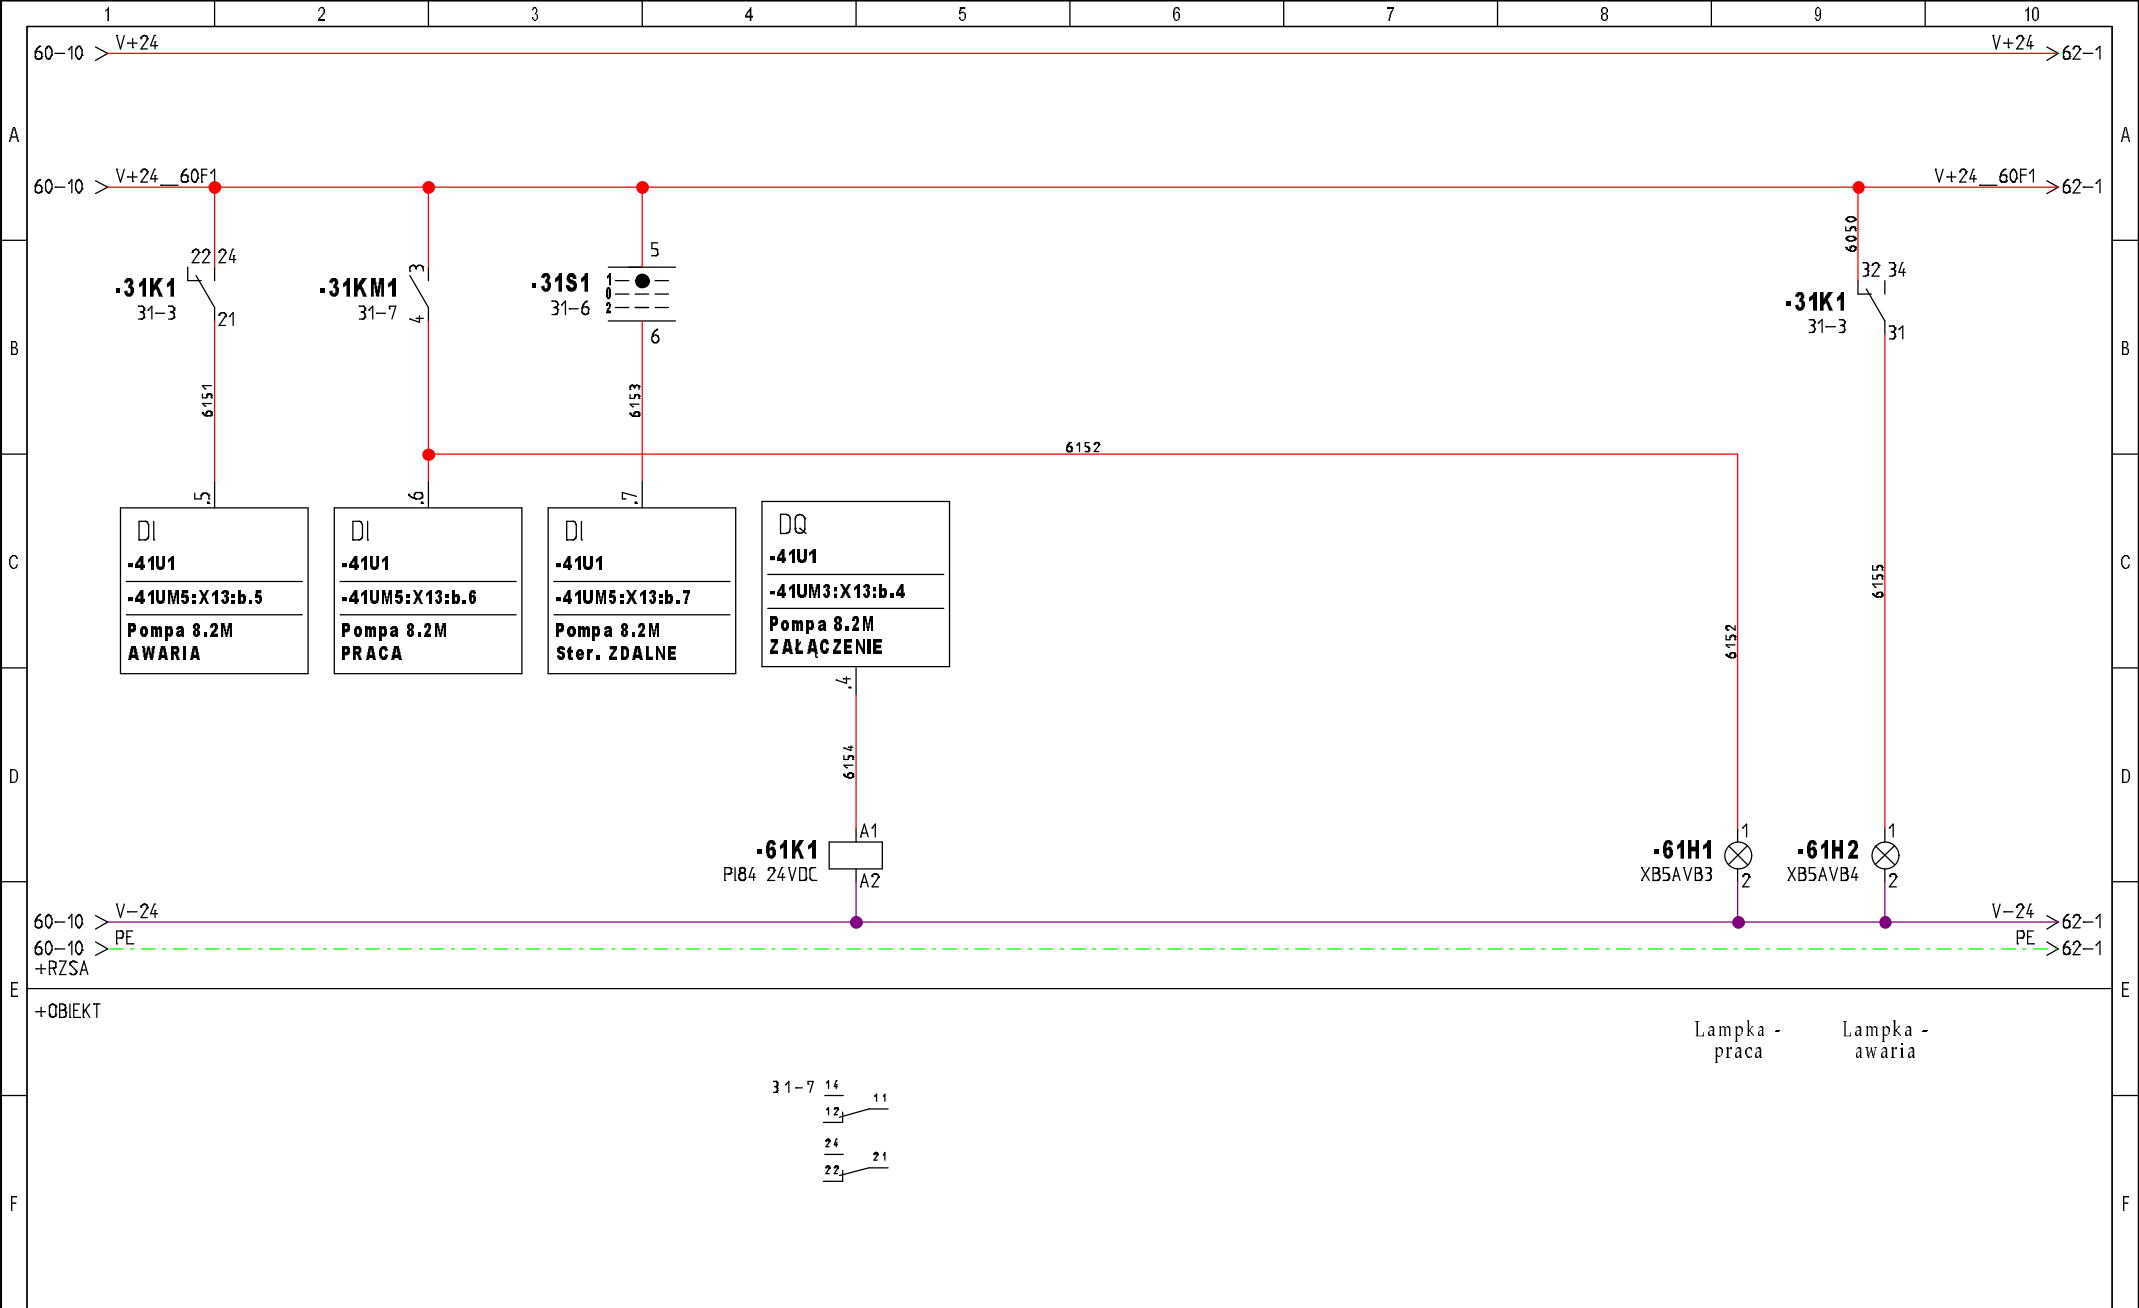 1 2 3 4 5 6 7 8 9 10
60-10 V+24 V+24 62-1
A A
60-10 V+24__60F1 V+24__60F1 62-1
6050
22 24
-31K1
31-3
21
3
-31KM1
31-7
4
5
-31S1
31-6
1
0
2
6
32 34
-31K1
31-3
31
B B
6151
6153
6152
.5
DI
-41U1
-41UM5:X13:b.5
Pompa 8.2M
AWARIA
.6
DI
-41U1
-41UM5:X13:b.6
Pompa 8.2M
PRACA
.7
DI
-41U1
-41UM5:X13:b.7
Pompa 8.2M
Ster. ZDALNE
DQ
-41U1
-41UM3:X13:b.4
Pompa 8.2M
ZAŁĄCZENIE
.4
C C
6155
6152
6154
D D
A1
-61K1
PI84 24VDC
A2
1
-61H1
XB5AVB3
2
1
-61H2
XB5AVB4
2
60-10 V-24 V-24 62-1
60-10 PE PE 62-1
+RZSA
E E
+OBIEKT
Lampka -
praca
Lampka -
awaria
31-7 14
12 11
24
22 21
F F